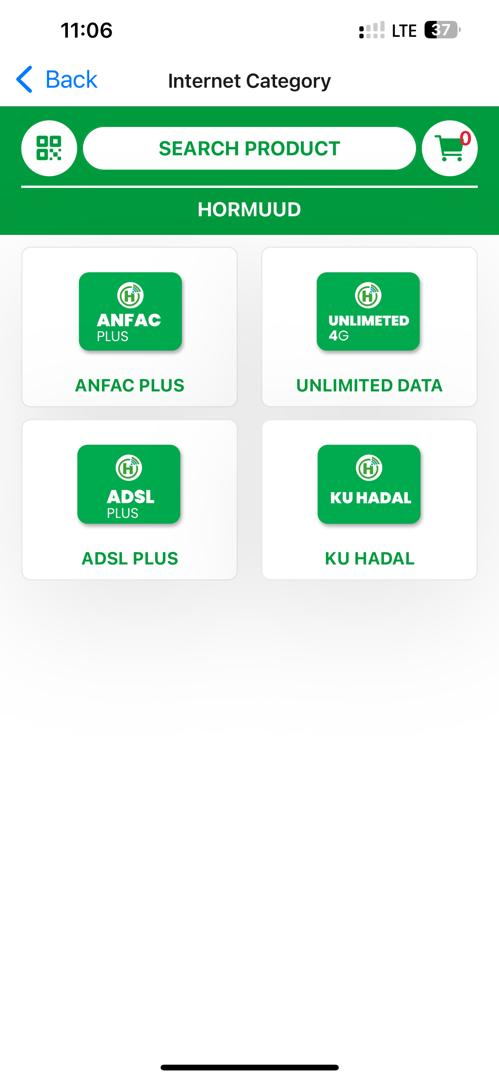 11:06
LTE
37
Back
Internet Category
SEARCH PRODUCT
0
HORMUUD
H
ANFAC
PLUS
ANFAC PLUS
H
UNLIMETED
4G
UNLIMITED DATA
H
ADSL
PLUS
ADSL PLUS
H
KU HADAL
KU HADAL